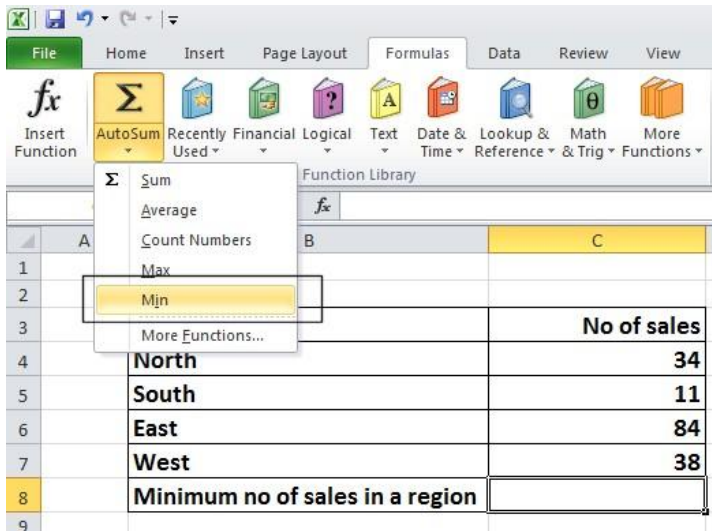 File Home Insert Page Layout Formulas Data Review View
fx Σ ? A θ
Insert Function AutoSum Recently Used Financial Logical Text Date & Time Lookup & Reference Math & Trig More Functions
Function Library
Σ Sum
Average
Count Numbers
Max
Min
More Functions...
fx
A B C
1
2
3 No of sales
4 North 34
5 South 11
6 East 84
7 West 38
8 Minimum no of sales in a region
9